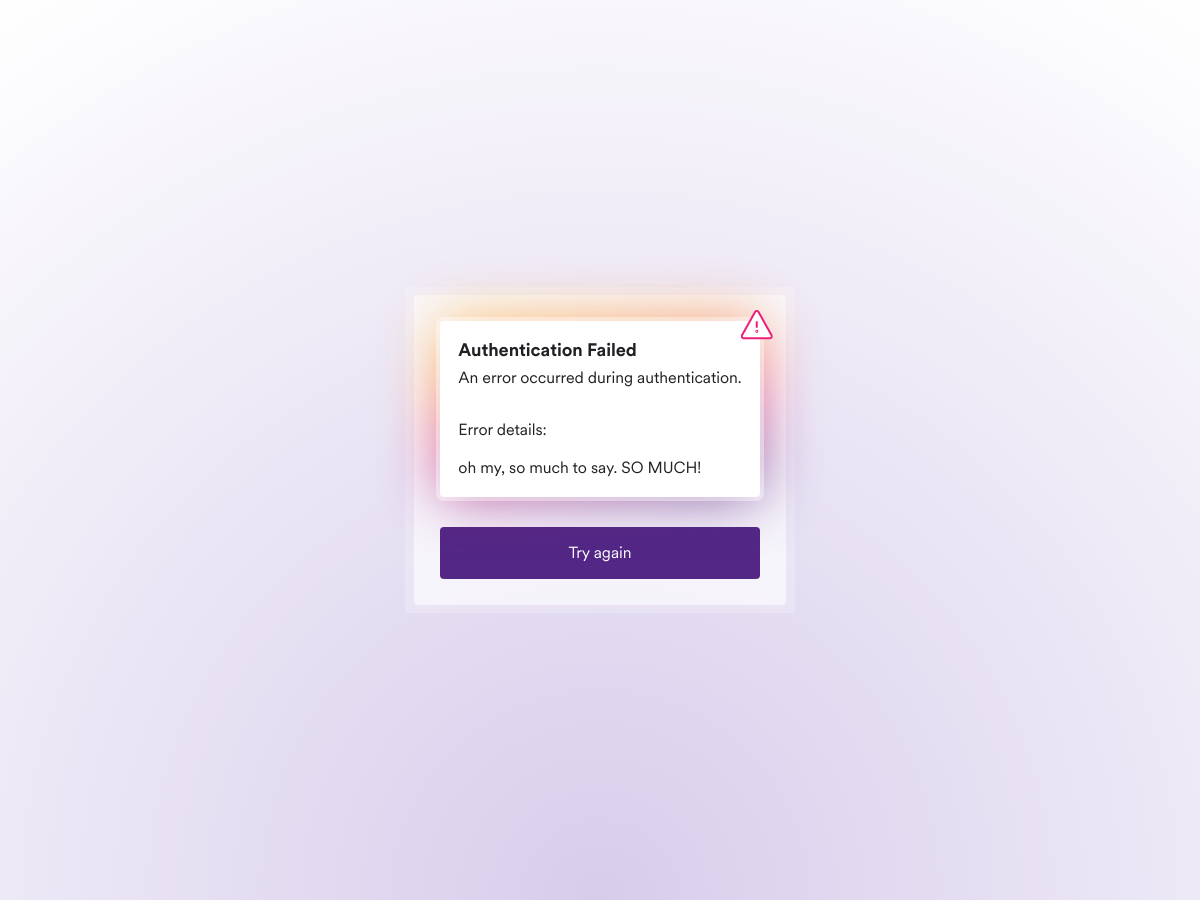 Authentication Failed
An error occurred during authentication.
Error details:
oh my, so much to say. SO MUCH!
Try again